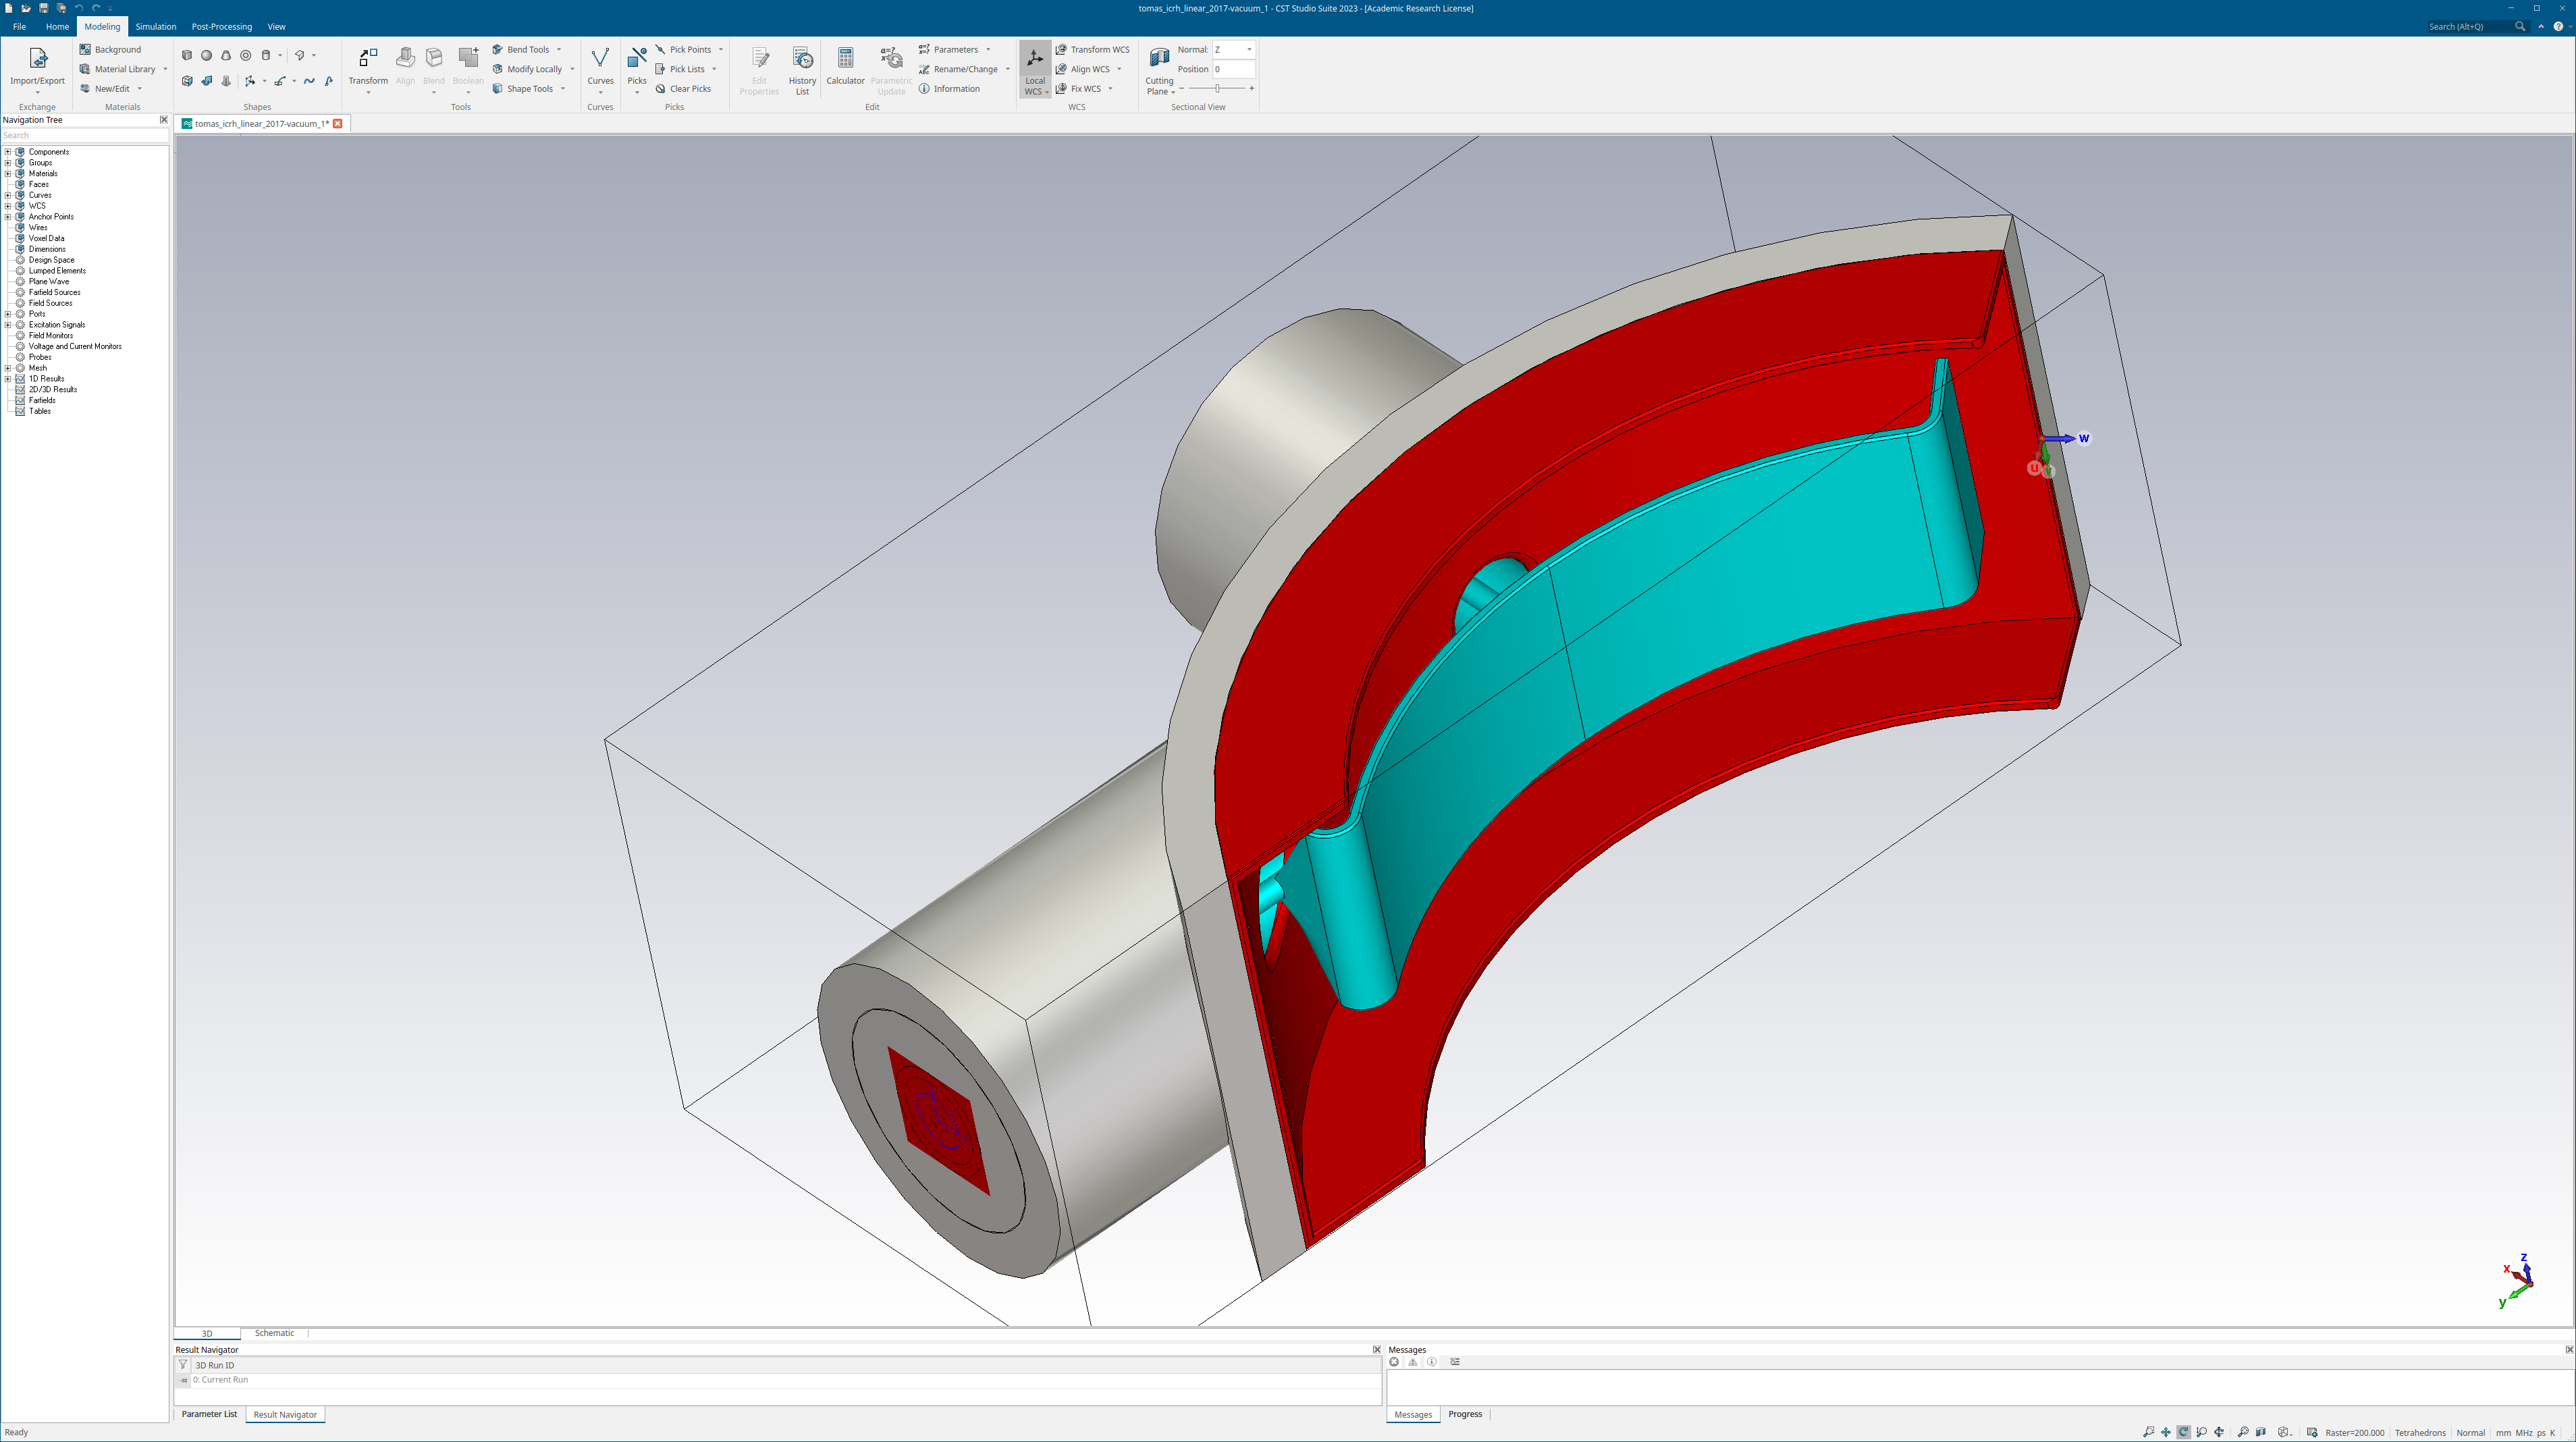 tomas_icrh_linear_2017-vacuum_1 - CST Studio Suite 2023 - [Academic Research License]
File Home Modeling Simulation Post-Processing View Search (Alt+Q)
Import/Export
Exchange
Background
Material Library
New/Edit
Materials
Shapes
Transform Align Blend Boolean
Bend Tools
Modify Locally
Shape Tools
Tools
Curves
Curves
Picks
Pick Points
Pick Lists
Clear Picks
Picks
Edit Properties
History List
Calculator
Parametric Update
Parameters
Rename/Change
Information
Edit
Local WCS
Transform WCS
Align WCS
Fix WCS
WCS
Cutting Plane
Normal: Z
Position 0
Sectional View
Navigation Tree
tomas_icrh_linear_2017-vacuum_1*
Search
Components
Groups
Materials
Faces
Curves
WCS
Anchor Points
Wires
Voxel Data
Dimensions
Design Space
Lumped Elements
Plane Wave
Farfield Sources
Field Sources
Ports
Excitation Signals
Field Monitors
Voltage and Current Monitors
Probes
Mesh
1D Results
2D/3D Results
Farfields
Tables
W
U V
z
x
y
3D Schematic
Result Navigator
3D Run ID
0: Current Run
Parameter List Result Navigator
Messages
Messages Progress
Ready
Raster=200.000 Tetrahedrons Normal mm MHz ps K